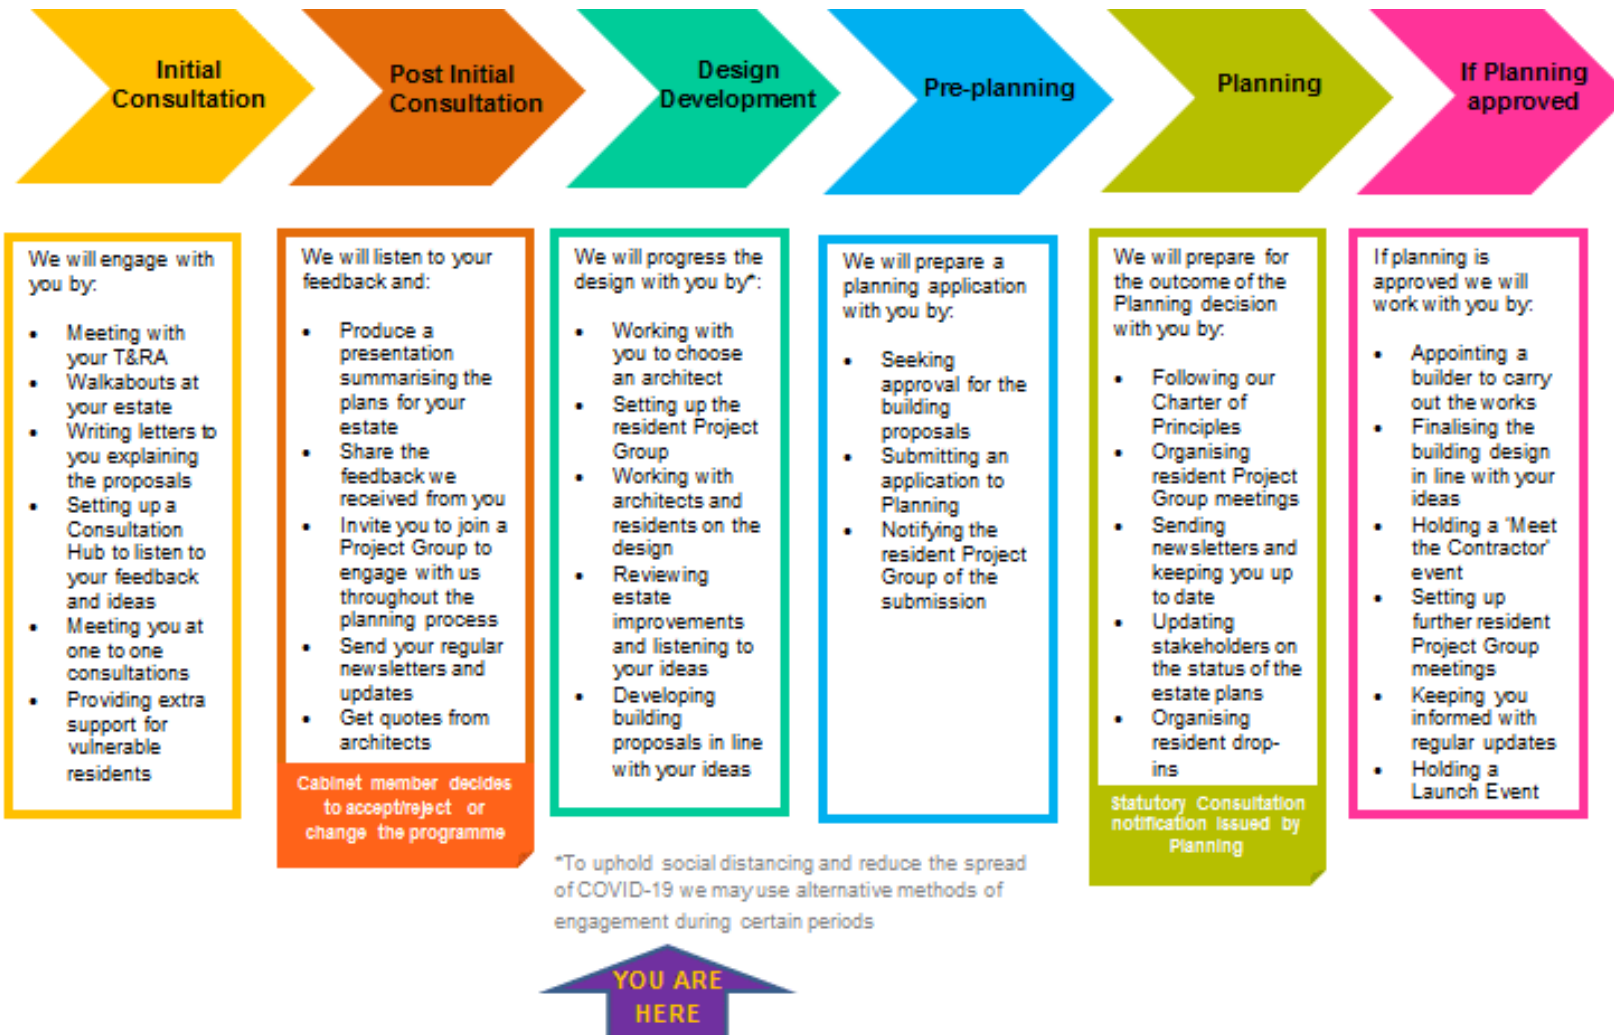 Initial
Consultation
Post Initial
Consultation
Design
Development
Pre-planning
Planning
If Planning
approved
We will engage with
you by:
• Meeting with
your T&RA
• Walkabouts at
your estate
• Writing letters to
you explaining
the proposals
• Setting up a
Consultation
Hub to listen to
your feedback
and ideas
• Meeting you at
one to one
consultations
• Providing extra
support for
vulnerable
residents
We will listen to your
feedback and:
• Produce a
presentation
summarising the
plans for your
estate
• Share the
feedback we
received from you
• Invite you to join a
Project Group to
engage with us
throughout the
planning process
• Send your regular
newsletters and
updates
• Get quotes from
architects
Cabinet member decides
to accept/reject or
change the programme
We will progress the
design with you by*:
• Working with
you to choose
an architect
• Setting up the
resident Project
Group
• Working with
architects and
residents on the
design
• Reviewing
estate
improvements
and listening to
your ideas
• Developing
building
proposals in line
with your ideas
We will prepare a
planning application
with you by:
• Seeking
approval for the
building
proposals
• Submitting an
application to
Planning
• Notifying the
resident Project
Group of the
submission
We will prepare for
the outcome of the
Planning decision
with you by:
• Following our
Charter of
Principles
• Organising
resident Project
Group meetings
• Sending
newsletters and
keeping you up
to date
• Updating
stakeholders on
the status of the
estate plans
• Organising
resident drop-
ins
Statutory Consultation
notification issued by
Planning
If planning is
approved we will
work with you by:
• Appointing a
builder to carry
out the works
• Finalising the
building design
in line with your
ideas
• Holding a 'Meet
the Contractor'
event
• Setting up
further resident
Project Group
meetings
• Keeping you
informed with
regular updates
• Holding a
Launch Event
*To uphold social distancing and reduce the spread
of COVID-19 we may use alternative methods of
engagement during certain periods
YOU ARE
HERE